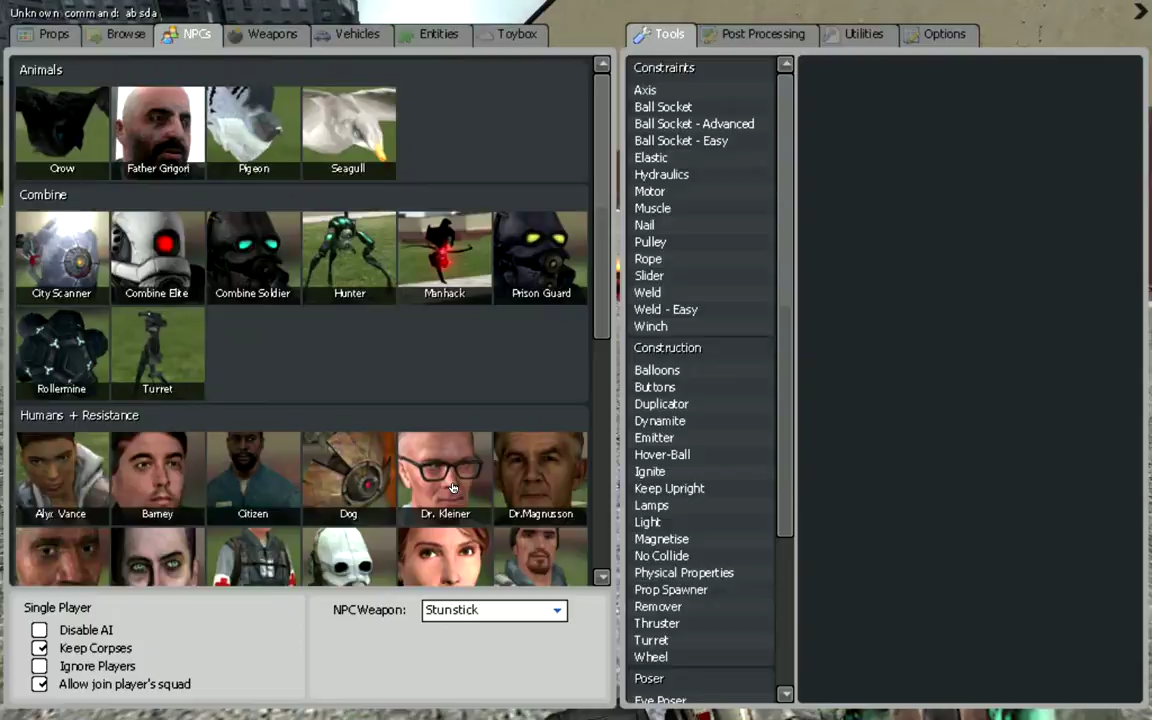 Unknown command: absda
Props Browse NPCs Weapons Vehicles Entities Toybox
Animals
Crow Father Grigori Pigeon Seagull
Combine
City Scanner Combine Elite Combine Soldier Hunter Manhack Prison Guard
Rollermine Turret
Humans + Resistance
Alyx Vance Barney Citizen Dog Dr. Kleiner Dr.Magnusson
Single Player
Disable AI
Keep Corpses
Ignore Players
Allow join player's squad
NPC Weapon: Stunstick
Tools Post Processing Utilities Options
Constraints
Axis
Ball Socket
Ball Socket - Advanced
Ball Socket - Easy
Elastic
Hydraulics
Motor
Muscle
Nail
Pulley
Rope
Slider
Weld
Weld - Easy
Winch
Construction
Balloons
Buttons
Duplicator
Dynamite
Emitter
Hover-Ball
Ignite
Keep Upright
Lamps
Light
Magnetise
No Collide
Physical Properties
Prop Spawner
Remover
Thruster
Turret
Wheel
Poser
Eye Poser